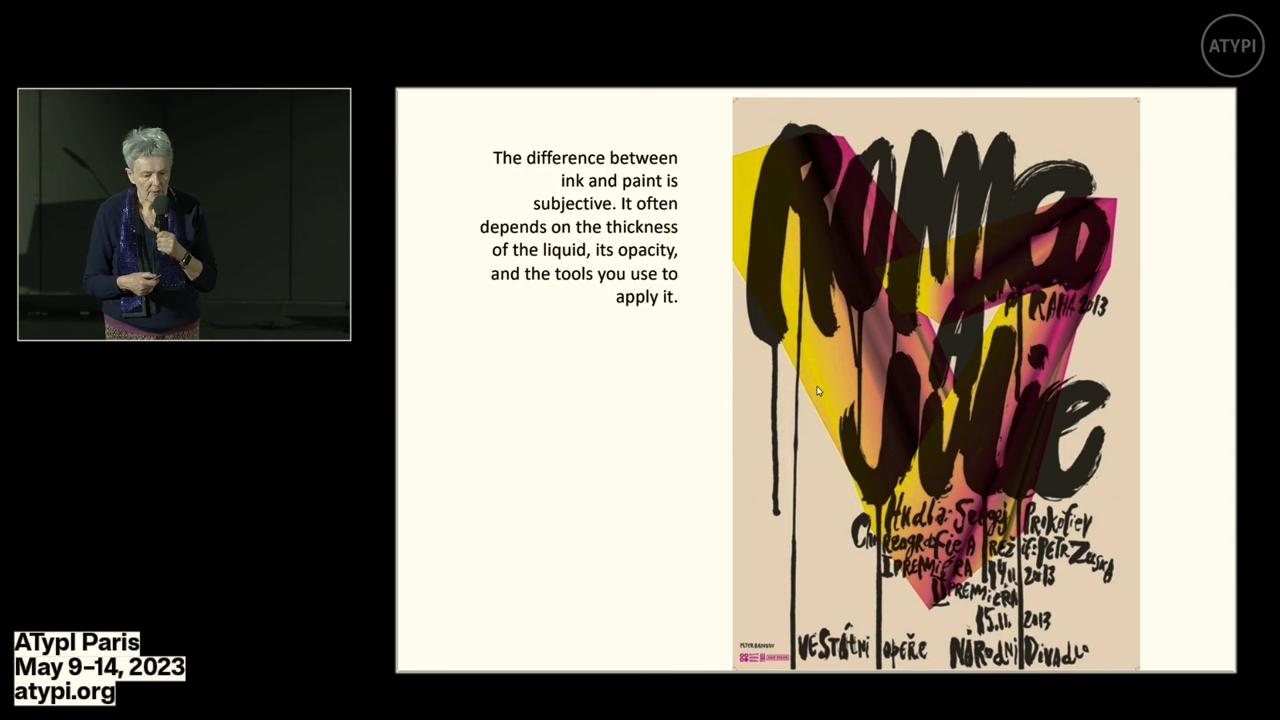 ATYPI
The difference between
ink and paint is
subjective. It often
depends on the thickness
of the liquid, its opacity,
and the tools you use to
apply it.
Romeo
PRAHA 2013
A
Julie
Hudba: Sergej Prokofiev
Choreografie A režie: Petr Zuska
I PREMIÉRA 14.11. 2013
II PREMIÉRA
15.11. 2013
VE Státní opeře Národní Divadlo
ATypI Paris
May 9–14, 2023
atypi.org